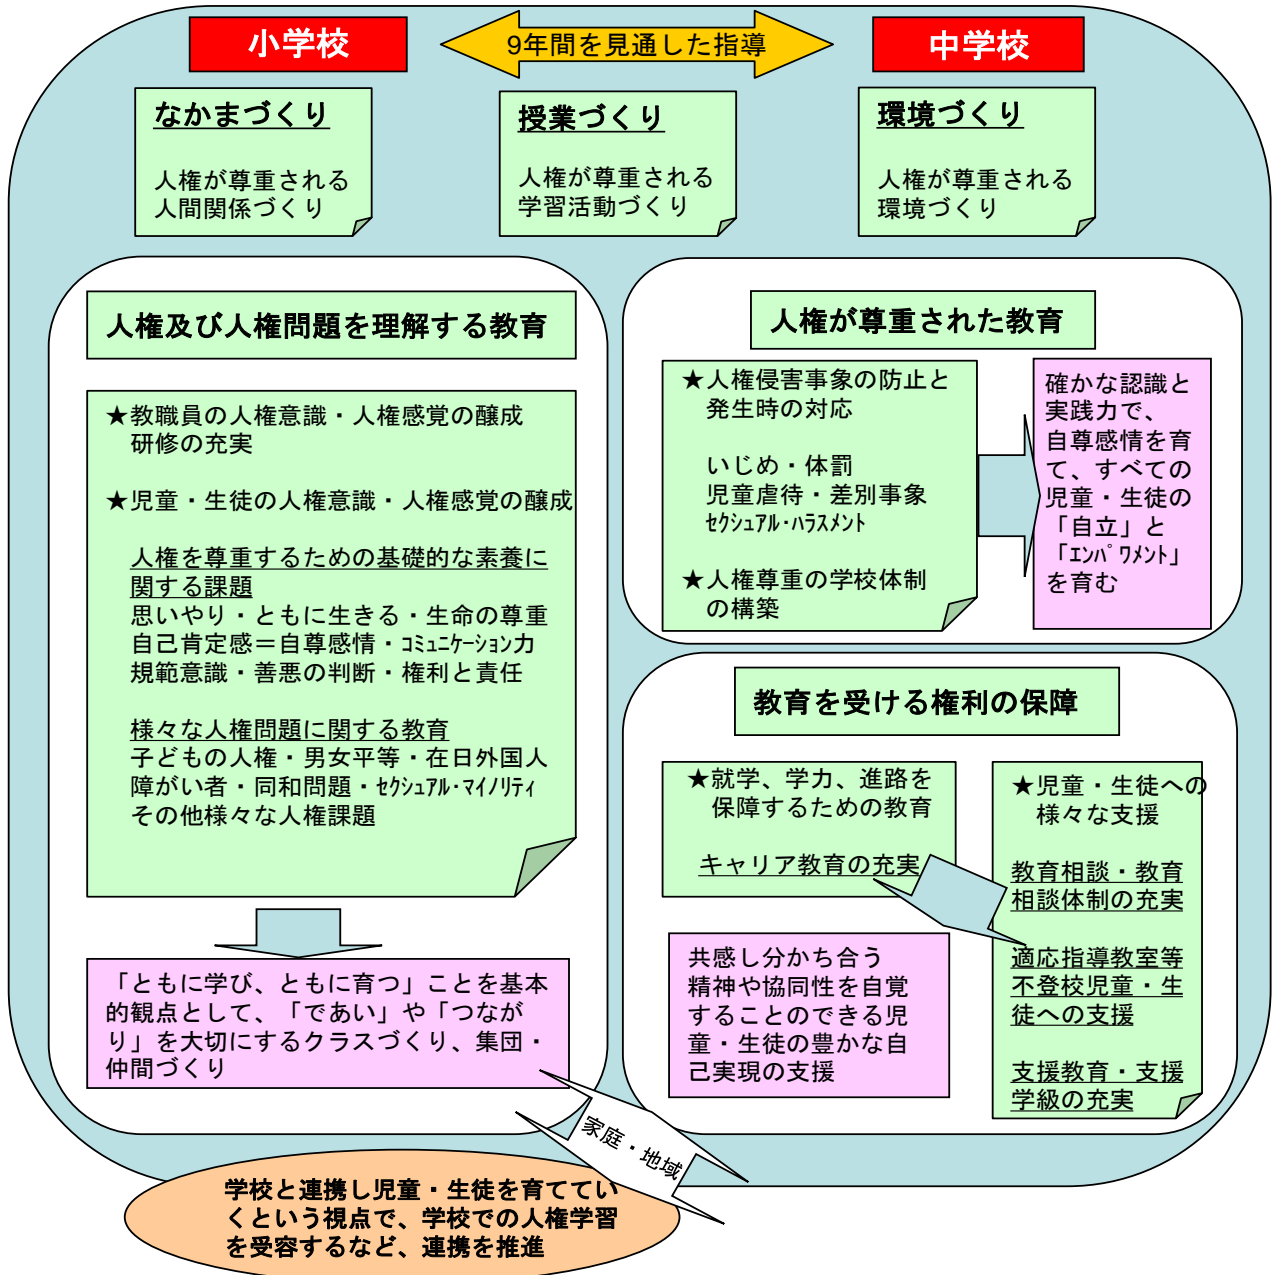 小学校
9年間を見通した指導
中学校
なかまづくり
人権が尊重される
人間関係づくり
授業づくり
人権が尊重される
学習活動づくり
環境づくり
人権が尊重される
環境づくり
人権及び人権問題を理解する教育
★教職員の人権意識・人権感覚の醸成
研修の充実
★児童・生徒の人権意識・人権感覚の醸成
人権を尊重するための基礎的な素養に
関する課題
思いやり・ともに生きる・生命の尊重
自己肯定感＝自尊感情・ｺﾐｭﾆｹｰｼｮﾝ力
規範意識・善悪の判断・権利と責任
様々な人権問題に関する教育
子どもの人権・男女平等・在日外国人
障がい者・同和問題・ｾｸｼｭｱﾙ･ﾏｲﾉﾘﾃｨ
その他様々な人権課題
「ともに学び、ともに育つ」ことを基本
的観点として、「であい」や「つなが
り」を大切にするクラスづくり、集団・
仲間づくり
人権が尊重された教育
★人権侵害事象の防止と
発生時の対応
いじめ・体罰
児童虐待・差別事象
ｾｸｼｭｱﾙ･ﾊﾗｽﾒﾝﾄ
★人権尊重の学校体制
の構築
確かな認識と
実践力で、
自尊感情を育
て、すべての
児童・生徒の
「自立」と
「ｴﾝﾊﾟﾜﾒﾝﾄ」
を育む
教育を受ける権利の保障
★就学、学力、進路を
保障するための教育
キャリア教育の充実
共感し分かち合う
精神や協同性を自覚
することのできる児
童・生徒の豊かな自
己実現の支援
★児童・生徒への
様々な支援
教育相談・教育
相談体制の充実
適応指導教室等
不登校児童・生
徒への支援
支援教育・支援
学級の充実
家庭・地域
学校と連携し児童・生徒を育ててい
くという視点で、学校での人権学習
を受容するなど、連携を推進